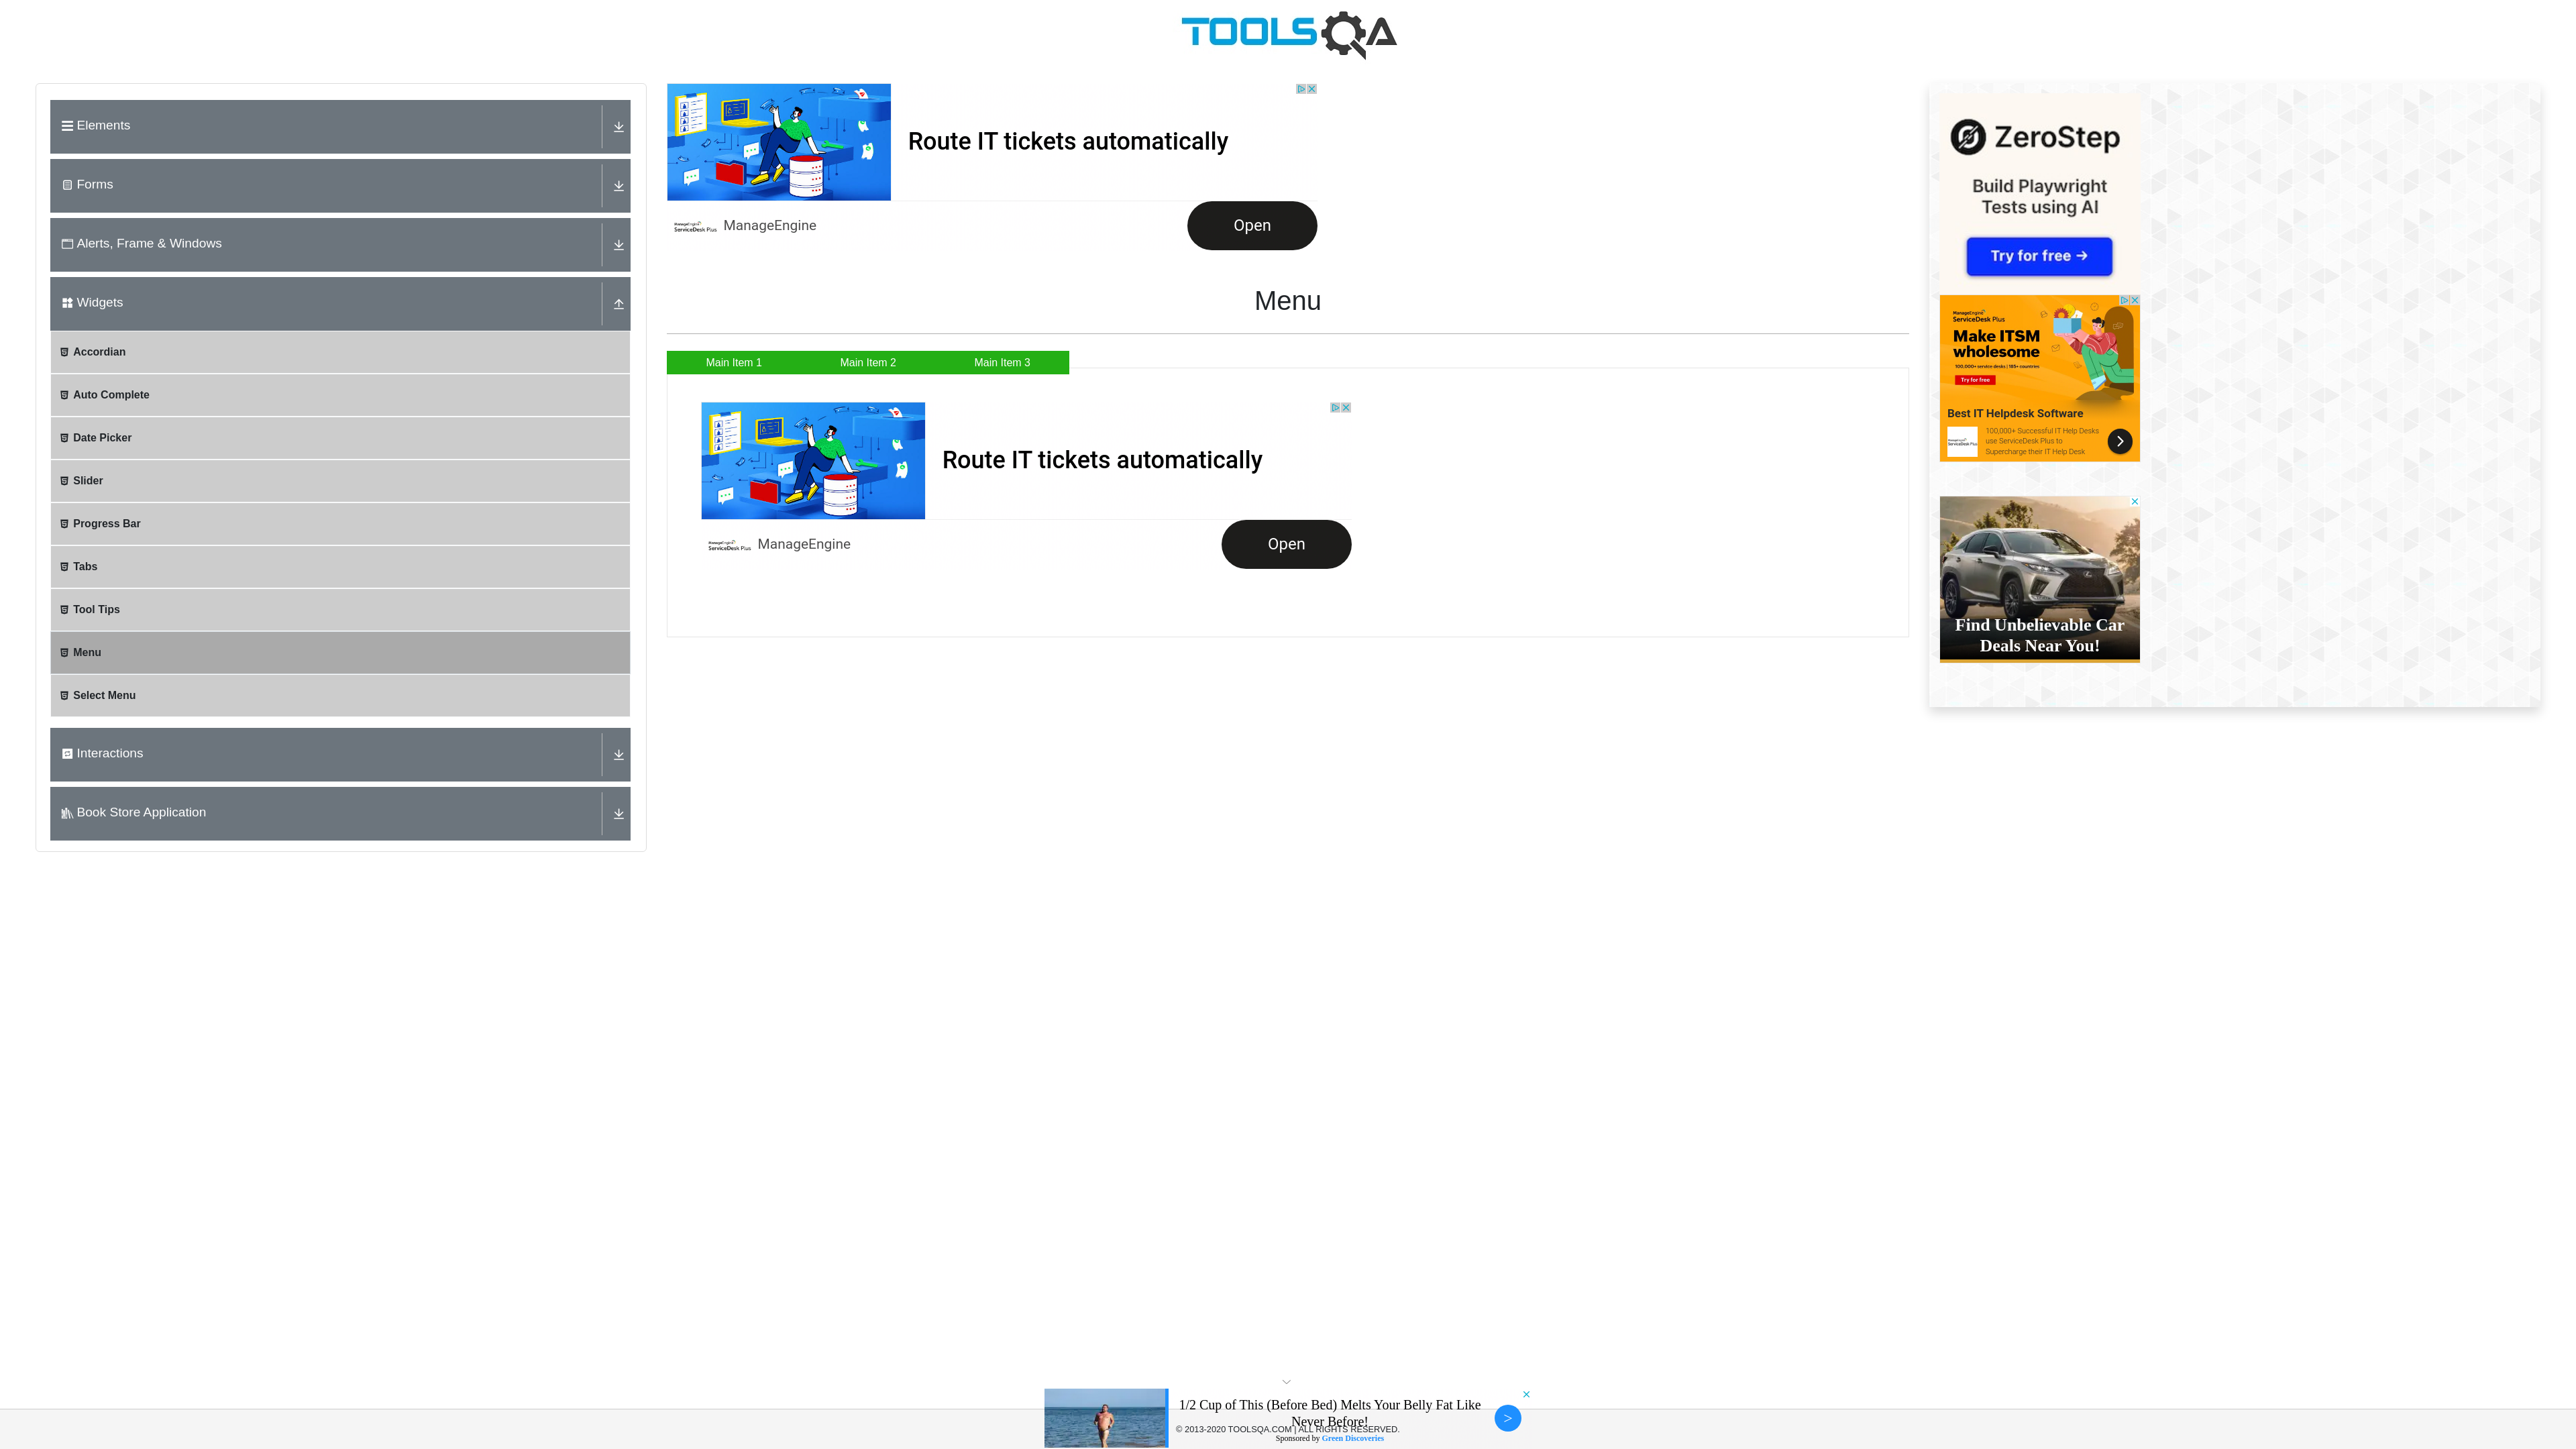 TOOLSQA
Elements
Forms
Alerts, Frame & Windows
Widgets
Accordian
Auto Complete
Date Picker
Slider
Progress Bar
Tabs
Tool Tips
Menu
Select Menu
Interactions
Book Store Application
Route IT tickets automatically
ManageEngine
ServiceDesk Plus
ManageEngine
Open
Menu
Main Item 1
Main Item 2
Main Item 3
Route IT tickets automatically
ManageEngine
ServiceDesk Plus
ManageEngine
Open
ZeroStep
Build Playwright
Tests using AI
Try for free →
ManageEngine
ServiceDesk Plus
Make ITSM
wholesome
100,000+ service desks | 185+ countries
Try for free
Best IT Helpdesk Software
ManageEngine
ServiceDesk Plus
100,000+ Successful IT Help Desks
use ServiceDesk Plus to
Supercharge their IT Help Desk
Find Unbelievable Car
Deals Near You!
1/2 Cup of This (Before Bed) Melts Your Belly Fat Like
Never Before!
© 2013-2020 TOOLSQA.COM | ALL RIGHTS RESERVED.
Sponsored by Green Discoveries
>